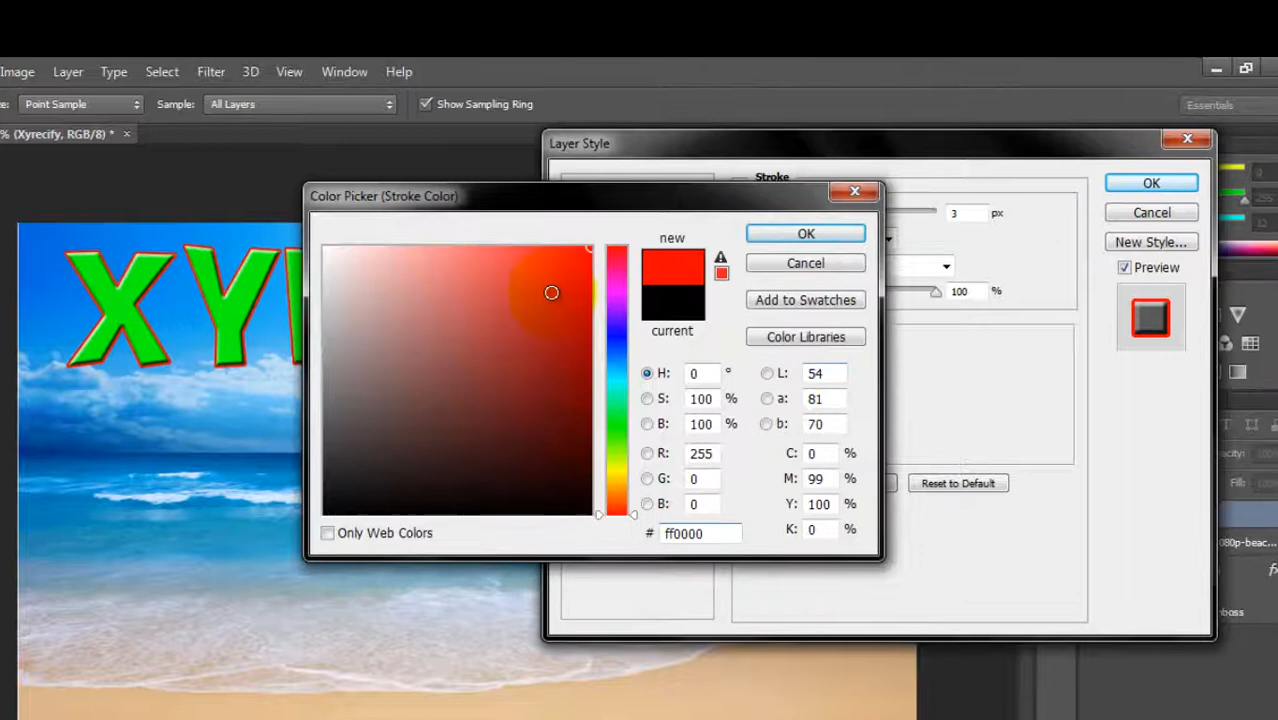 Image Layer Type Select Filter 3D View Window Help
Point Sample Sample: All Layers Show Sampling Ring Essentials
% (Xyrecify, RGB/8) * ×
Layer Style
Stroke
3 px
100 %
OK
Cancel
New Style...
Preview
Reset to Default
Color Picker (Stroke Color)
new
current
OK
Cancel
Add to Swatches
Color Libraries
H: 0 ° L: 54
S: 100 % a: 81
B: 100 % b: 70
R: 255 C: 0 %
G: 0 M: 99 %
B: 0 Y: 100 %
# ff0000 K: 0 %
Only Web Colors
XY
255
Fill:
080p-beac...
fx